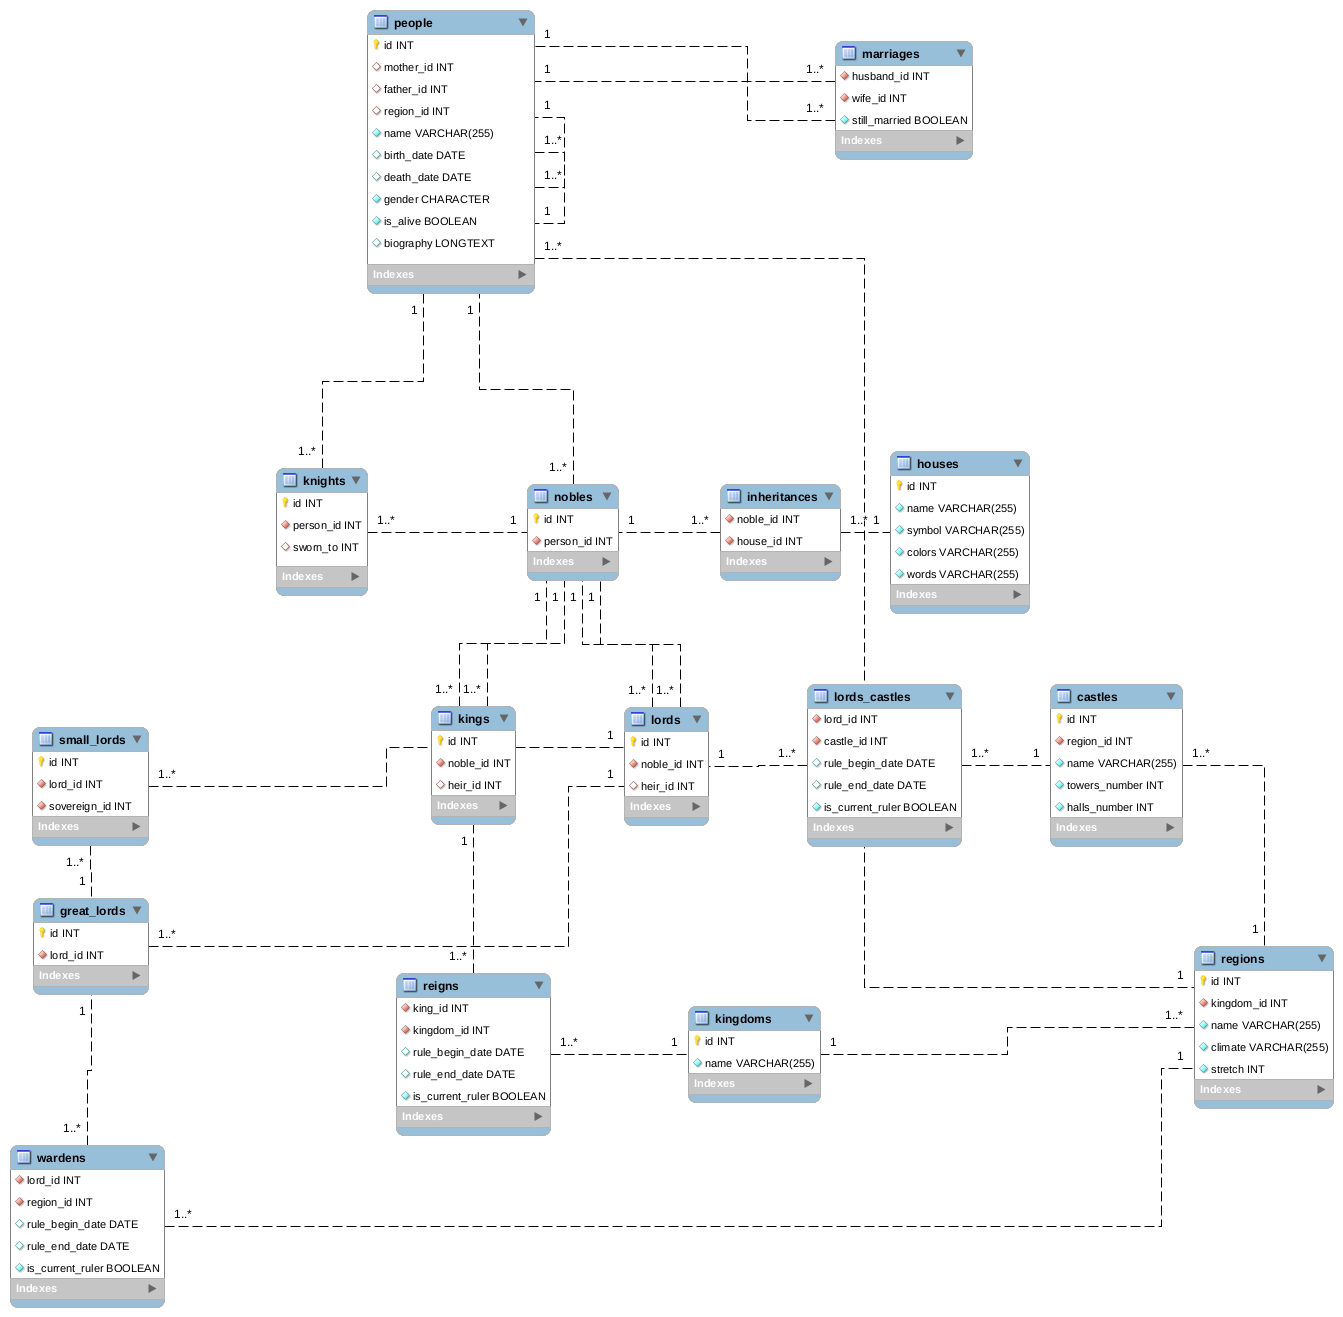 people
id INT
mother_id INT
father_id INT
region_id INT
name VARCHAR(255)
birth_date DATE
death_date DATE
gender CHARACTER
is_alive BOOLEAN
biography LONGTEXT
Indexes
1
1
1
1..*
1..*
1
1..*
1
1
marriages
husband_id INT
wife_id INT
still_married BOOLEAN
Indexes
1..*
1..*
knights
id INT
person_id INT
sworn_to INT
Indexes
1..*
1..*
1
nobles
id INT
person_id INT
Indexes
1..*
1
1..*
1
1
1
1
inheritances
noble_id INT
house_id INT
Indexes
1..*
1
houses
id INT
name VARCHAR(255)
symbol VARCHAR(255)
colors VARCHAR(255)
words VARCHAR(255)
Indexes
1..*
1..*
kings
id INT
noble_id INT
heir_id INT
Indexes
1
1..*
1..*
lords
id INT
noble_id INT
heir_id INT
Indexes
1
1
1
1..*
lords_castles
lord_id INT
castle_id INT
rule_begin_date DATE
rule_end_date DATE
is_current_ruler BOOLEAN
Indexes
1..*
1
castles
id INT
region_id INT
name VARCHAR(255)
towers_number INT
halls_number INT
Indexes
1..*
1
small_lords
id INT
lord_id INT
sovereign_id INT
Indexes
1..*
1..*
1
great_lords
id INT
lord_id INT
Indexes
1..*
1
1..*
reigns
king_id INT
kingdom_id INT
rule_begin_date DATE
rule_end_date DATE
is_current_ruler BOOLEAN
Indexes
1..*
1
kingdoms
id INT
name VARCHAR(255)
Indexes
1
1
1..*
1
regions
id INT
kingdom_id INT
name VARCHAR(255)
climate VARCHAR(255)
stretch INT
Indexes
1..*
wardens
lord_id INT
region_id INT
rule_begin_date DATE
rule_end_date DATE
is_current_ruler BOOLEAN
Indexes
1..*